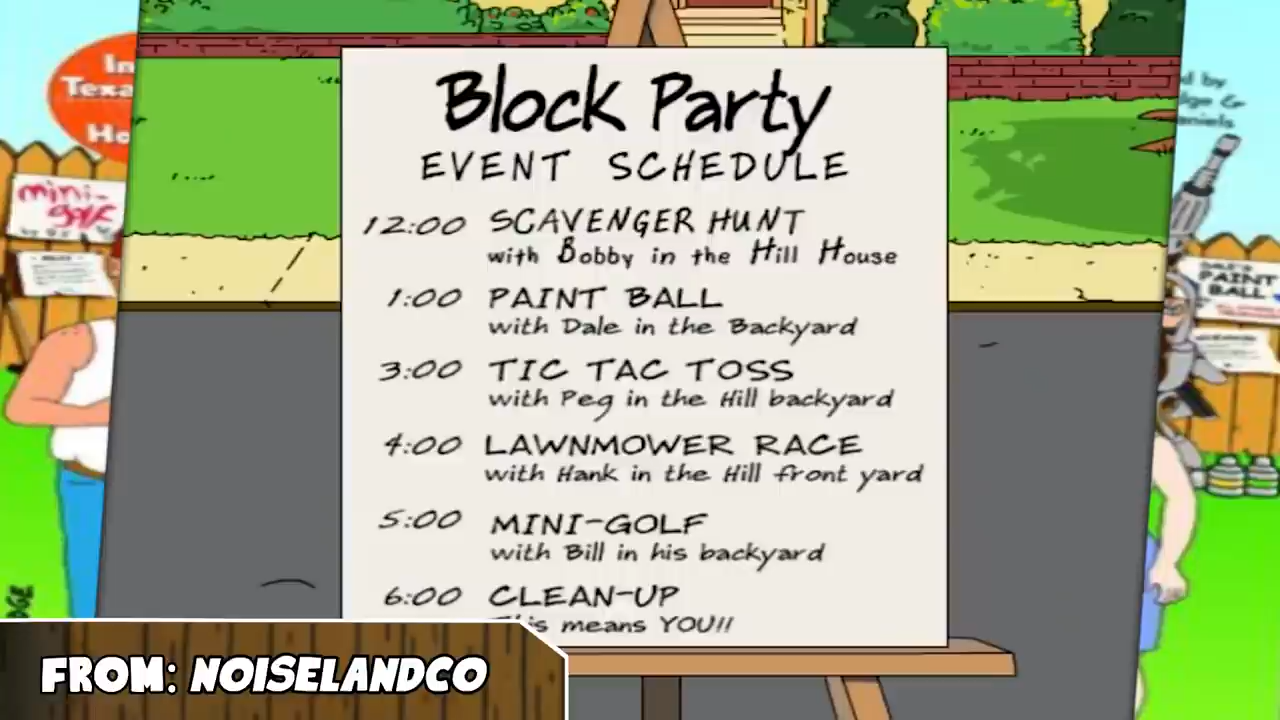 Block Party
EVENT SCHEDULE
12:00 SCAVENGER HUNT
with Bobby in the Hill House
1:00 PAINT BALL
with Dale in the Backyard
3:00 TIC TAC TOSS
with Peg in the Hill backyard
4:00 LAWNMOWER RACE
with Hank in the Hill front yard
5:00 MINI-GOLF
with Bill in his backyard
6:00 CLEAN-UP
This means YOU!!
In
mini-
golf
by
PAINT
BALL
FROM: NOISELANDCO